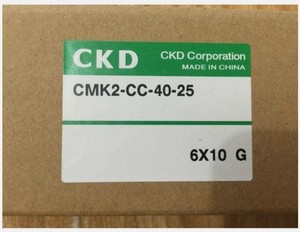 CKD
CKD Corporation
MADE IN CHINA
CMK2-CC-40-25
6X10 G